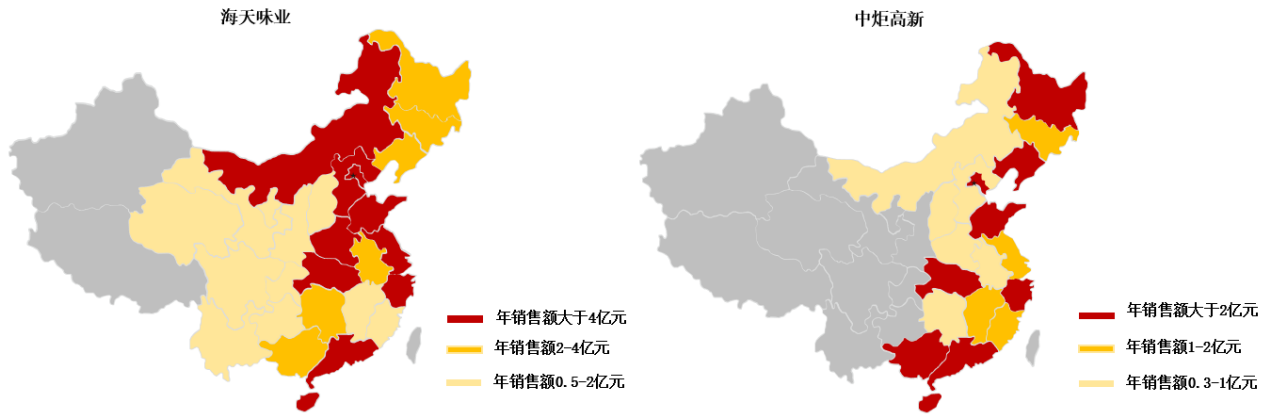 海天味业
中炬高新
年销售额大于4亿元
年销售额2-4亿元
年销售额0.5-2亿元
年销售额大于2亿元
年销售额1-2亿元
年销售额0.3-1亿元